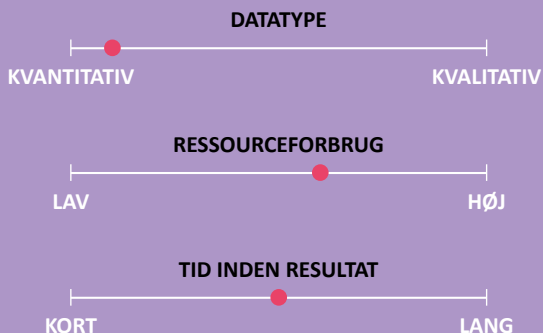 DATATYPE
KVANTITATIV KVALITATIV
RESSOURCEFORBRUG
LAV HØJ
TID INDEN RESULTAT
KORT LANG